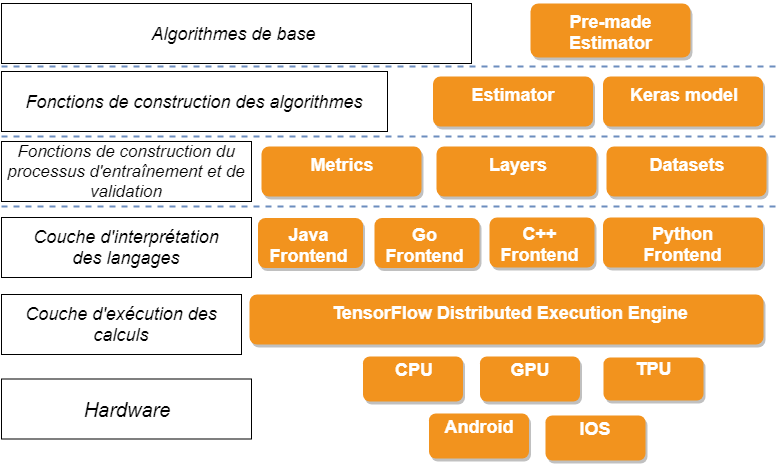 Algorithmes de base
Pre-made
Estimator
Fonctions de construction des algorithmes
Estimator
Keras model
Fonctions de construction du
processus d'entraînement et de
validation
Metrics
Layers
Datasets
Couche d'interprétation
des langages
Java
Frontend
Go
Frontend
C++
Frontend
Python
Frontend
Couche d'exécution des
calculs
TensorFlow Distributed Execution Engine
Hardware
CPU
GPU
TPU
Android
IOS